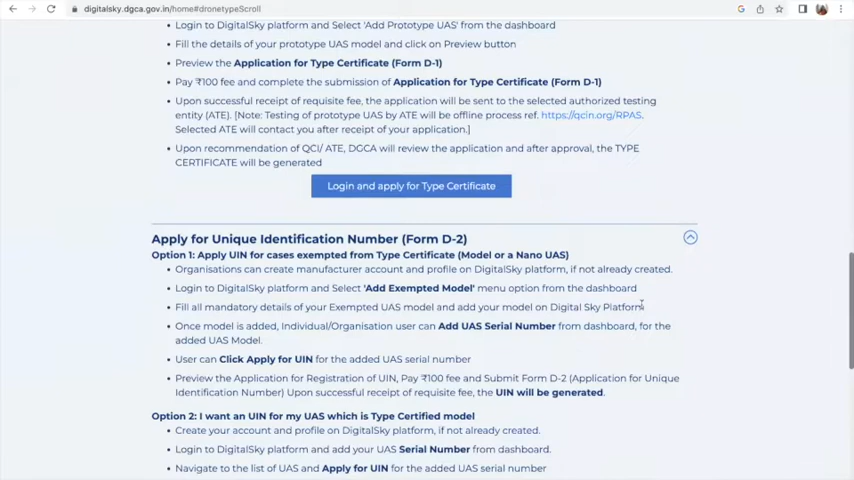 digitalsky.dgca.gov.in/home#dronetypeScroll
• Login to DigitalSky platform and Select 'Add Prototype UAS' from the dashboard
• Fill the details of your prototype UAS model and click on Preview button
• Preview the Application for Type Certificate (Form D-1)
• Pay ₹100 fee and complete the submission of Application for Type Certificate (Form D-1)
• Upon successful receipt of requisite fee, the application will be sent to the selected authorized testing
entity (ATE). [Note: Testing of prototype UAS by ATE will be offline process ref. https://qcin.org/RPAS.
Selected ATE will contact you after receipt of your application.]
• Upon recommendation of QCI/ ATE, DGCA will review the application and after approval, the TYPE
CERTIFICATE will be generated
Login and apply for Type Certificate
Apply for Unique Identification Number (Form D-2)
Option 1: Apply UIN for cases exempted from Type Certificate (Model or a Nano UAS)
• Organisations can create manufacturer account and profile on DigitalSky platform, if not already created.
• Login to DigitalSky platform and Select 'Add Exempted Model' menu option from the dashboard
• Fill all mandatory details of your Exempted UAS model and add your model on Digital Sky Platform.
• Once model is added, Individual/Organisation user can Add UAS Serial Number from dashboard, for the
added UAS Model.
• User can Click Apply for UIN for the added UAS serial number
• Preview the Application for Registration of UIN, Pay ₹100 fee and Submit Form D-2 (Application for Unique
Identification Number) Upon successful receipt of requisite fee, the UIN will be generated.
Option 2: I want an UIN for my UAS which is Type Certified model
• Create your account and profile on DigitalSky platform, if not already created.
• Login to DigitalSky platform and add your UAS Serial Number from dashboard.
• Navigate to the list of UAS and Apply for UIN for the added UAS serial number